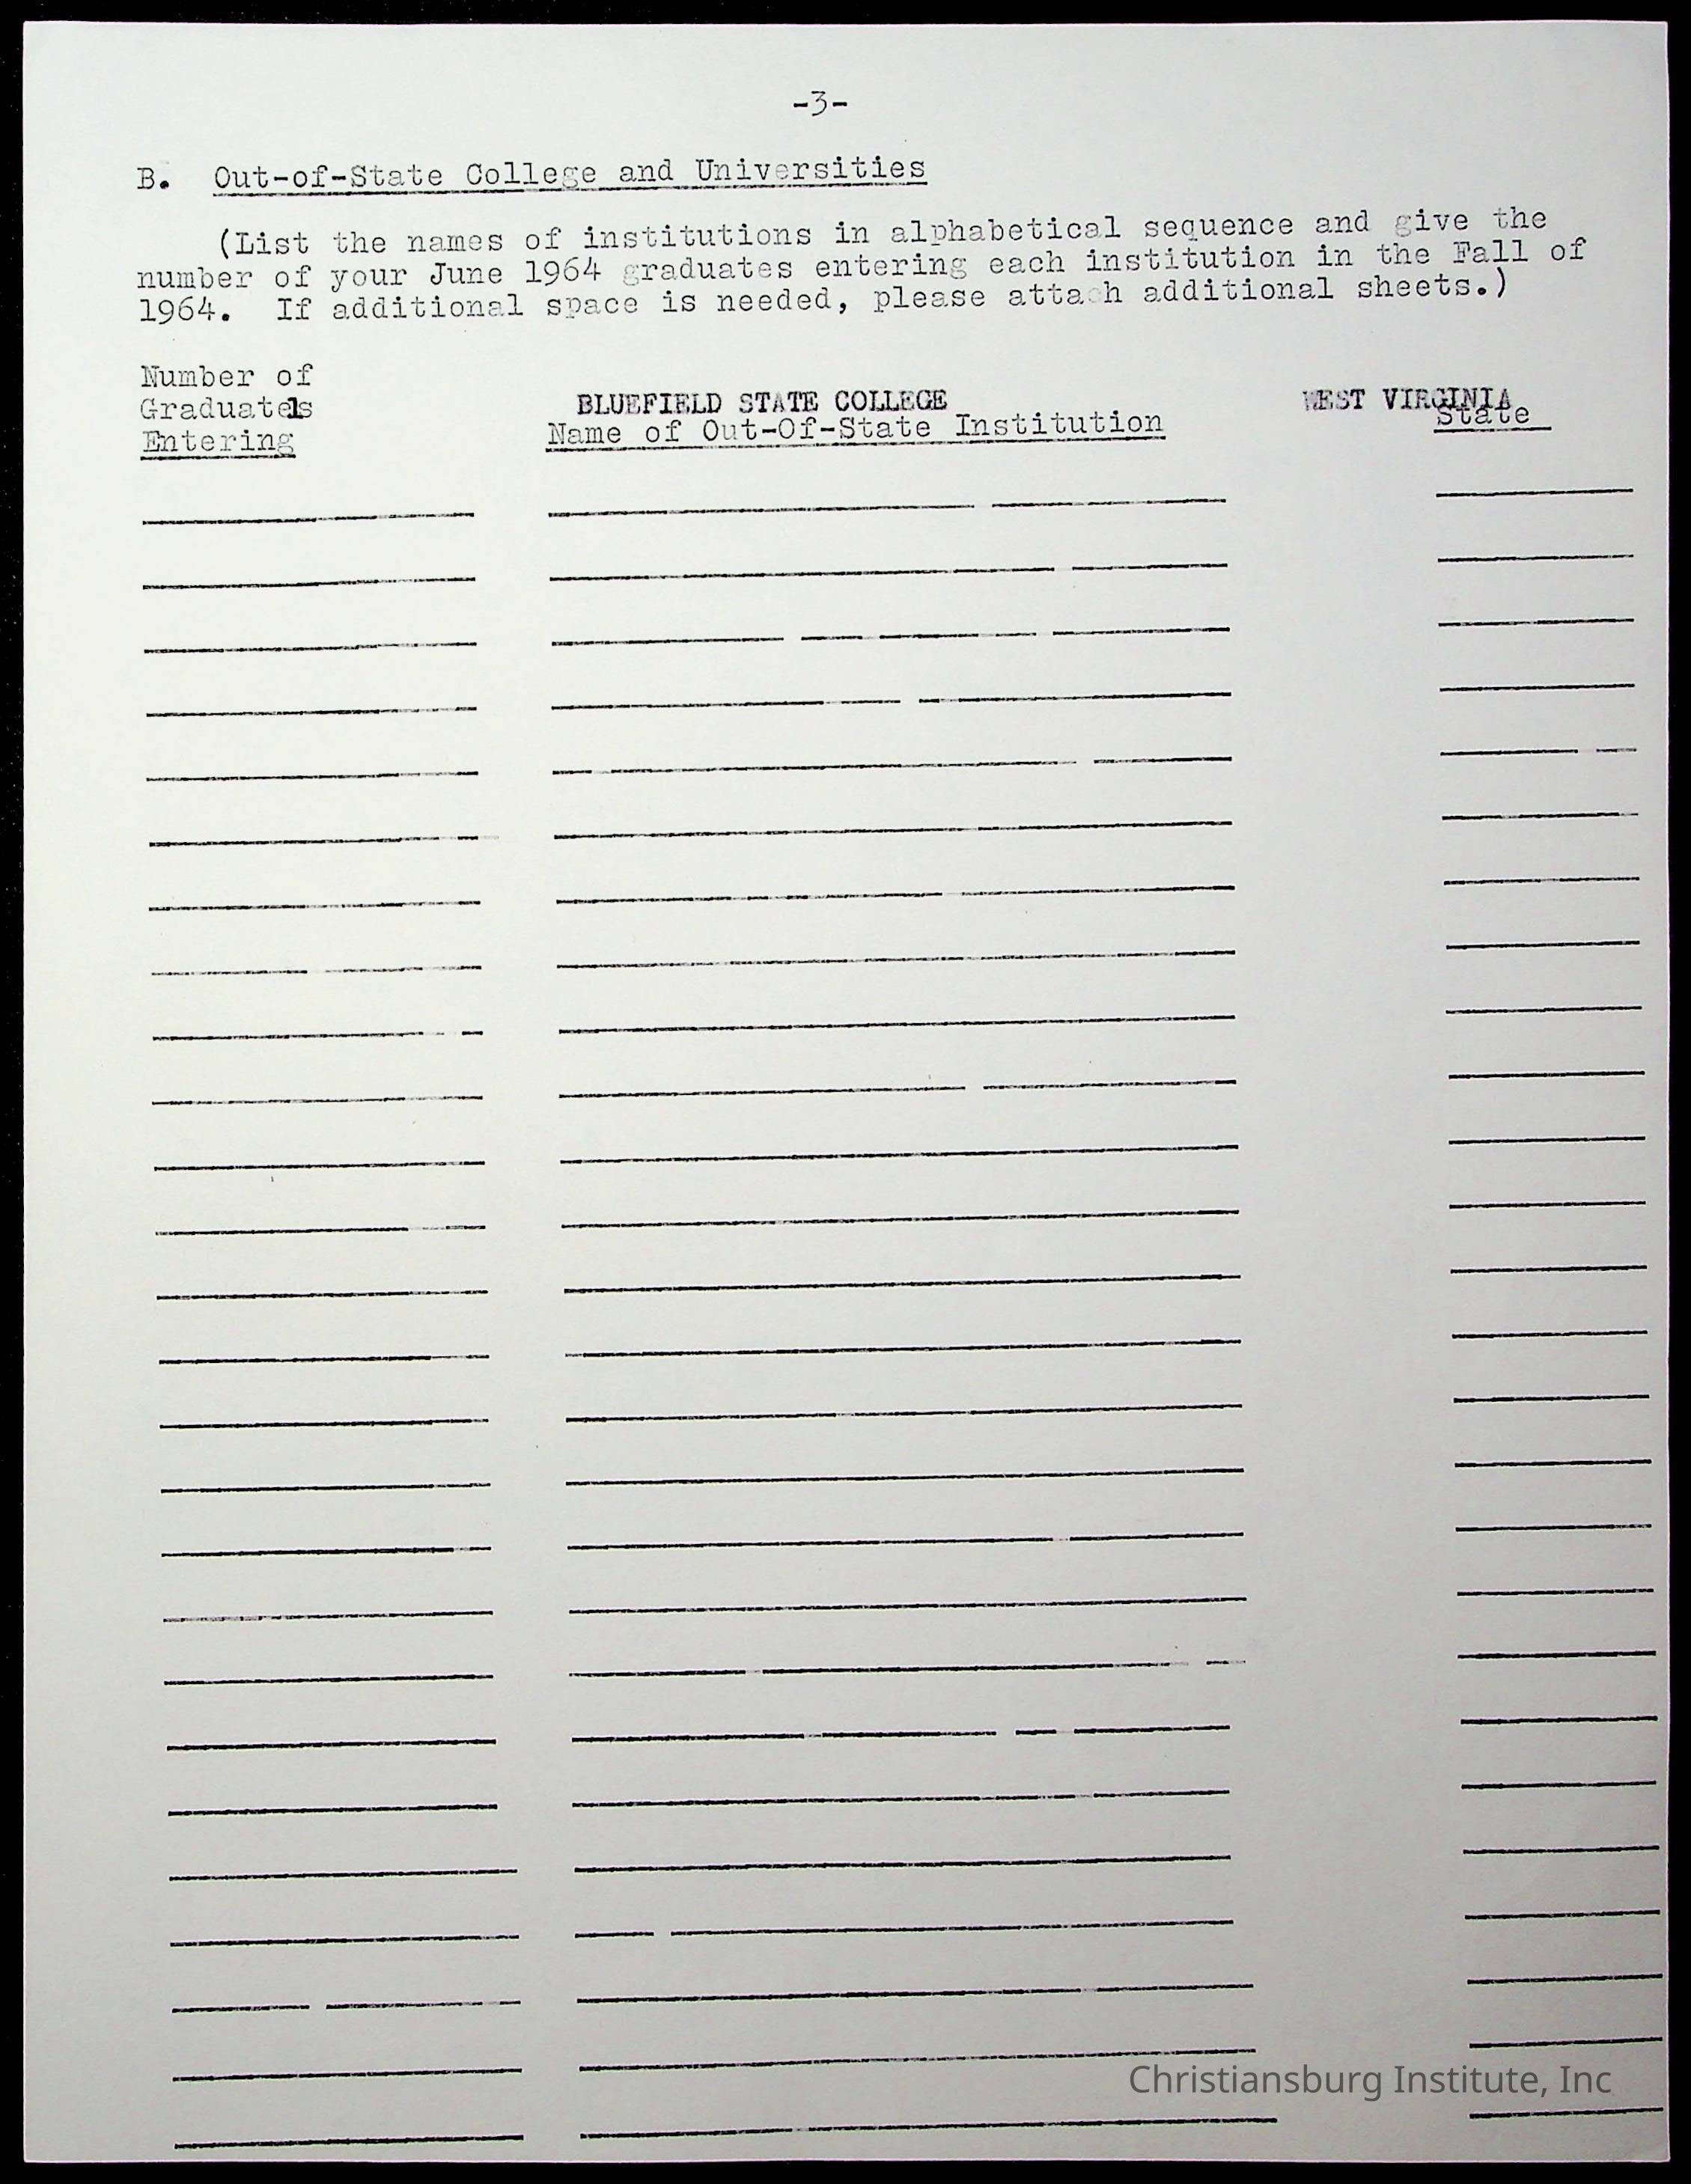 -3-
B. Out-of-State College and Universities
(List the names of institutions in alphabetical sequence and give the
number of your June 1964 graduates entering each institution in the Fall of
1964. If additional space is needed, please attach additional sheets.)
Number of
Graduates 1 BLUEFIELD STATE COLLEGE WEST VIRGINIA
Entering Name of Out-Of-State Institution State
Christiansburg Institute, Inc